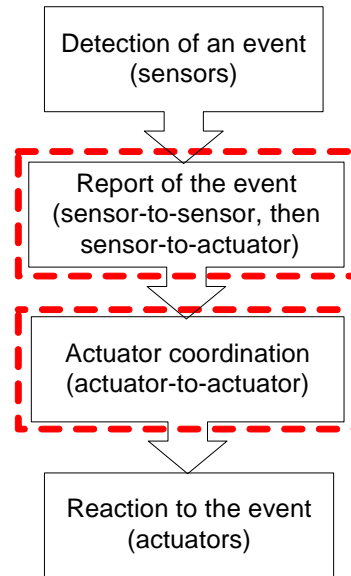 Detection of an event
(sensors)
Report of the event
(sensor-to-sensor, then
sensor-to-actuator)
Actuator coordination
(actuator-to-actuator)
Reaction to the event
(actuators)